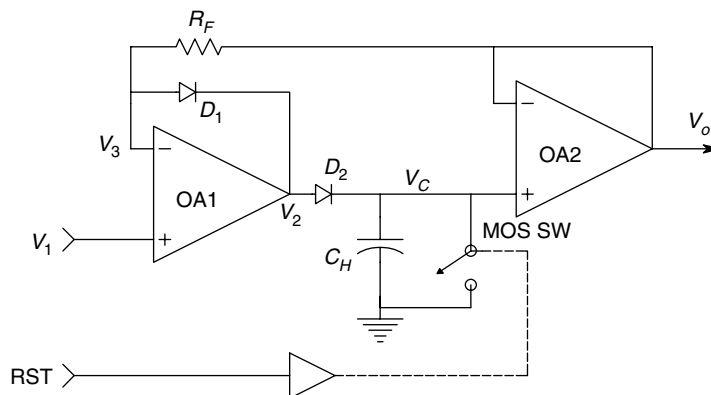 R_F
D_1
V_3
−
OA1
+
V_1
V_2
D_2
V_C
C_H
MOS SW
−
OA2
+
V_o
RST